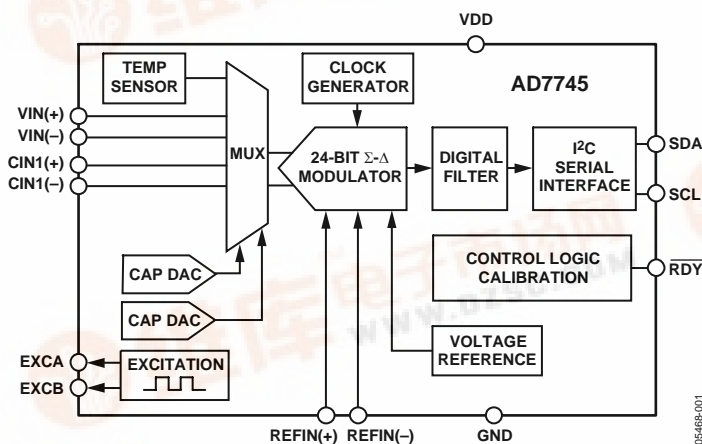 VDD
TEMP
SENSOR
CLOCK
GENERATOR
AD7745
VIN(+)
VIN(–)
CIN1(+)
CIN1(–)
MUX
24-BIT Σ-Δ
MODULATOR
DIGITAL
FILTER
I²C
SERIAL
INTERFACE
SDA
SCL
CAP DAC
CAP DAC
CONTROL LOGIC
CALIBRATION
RDY
VOLTAGE
REFERENCE
EXCA
EXCB
EXCITATION
REFIN(+)
REFIN(–)
GND
05468-001